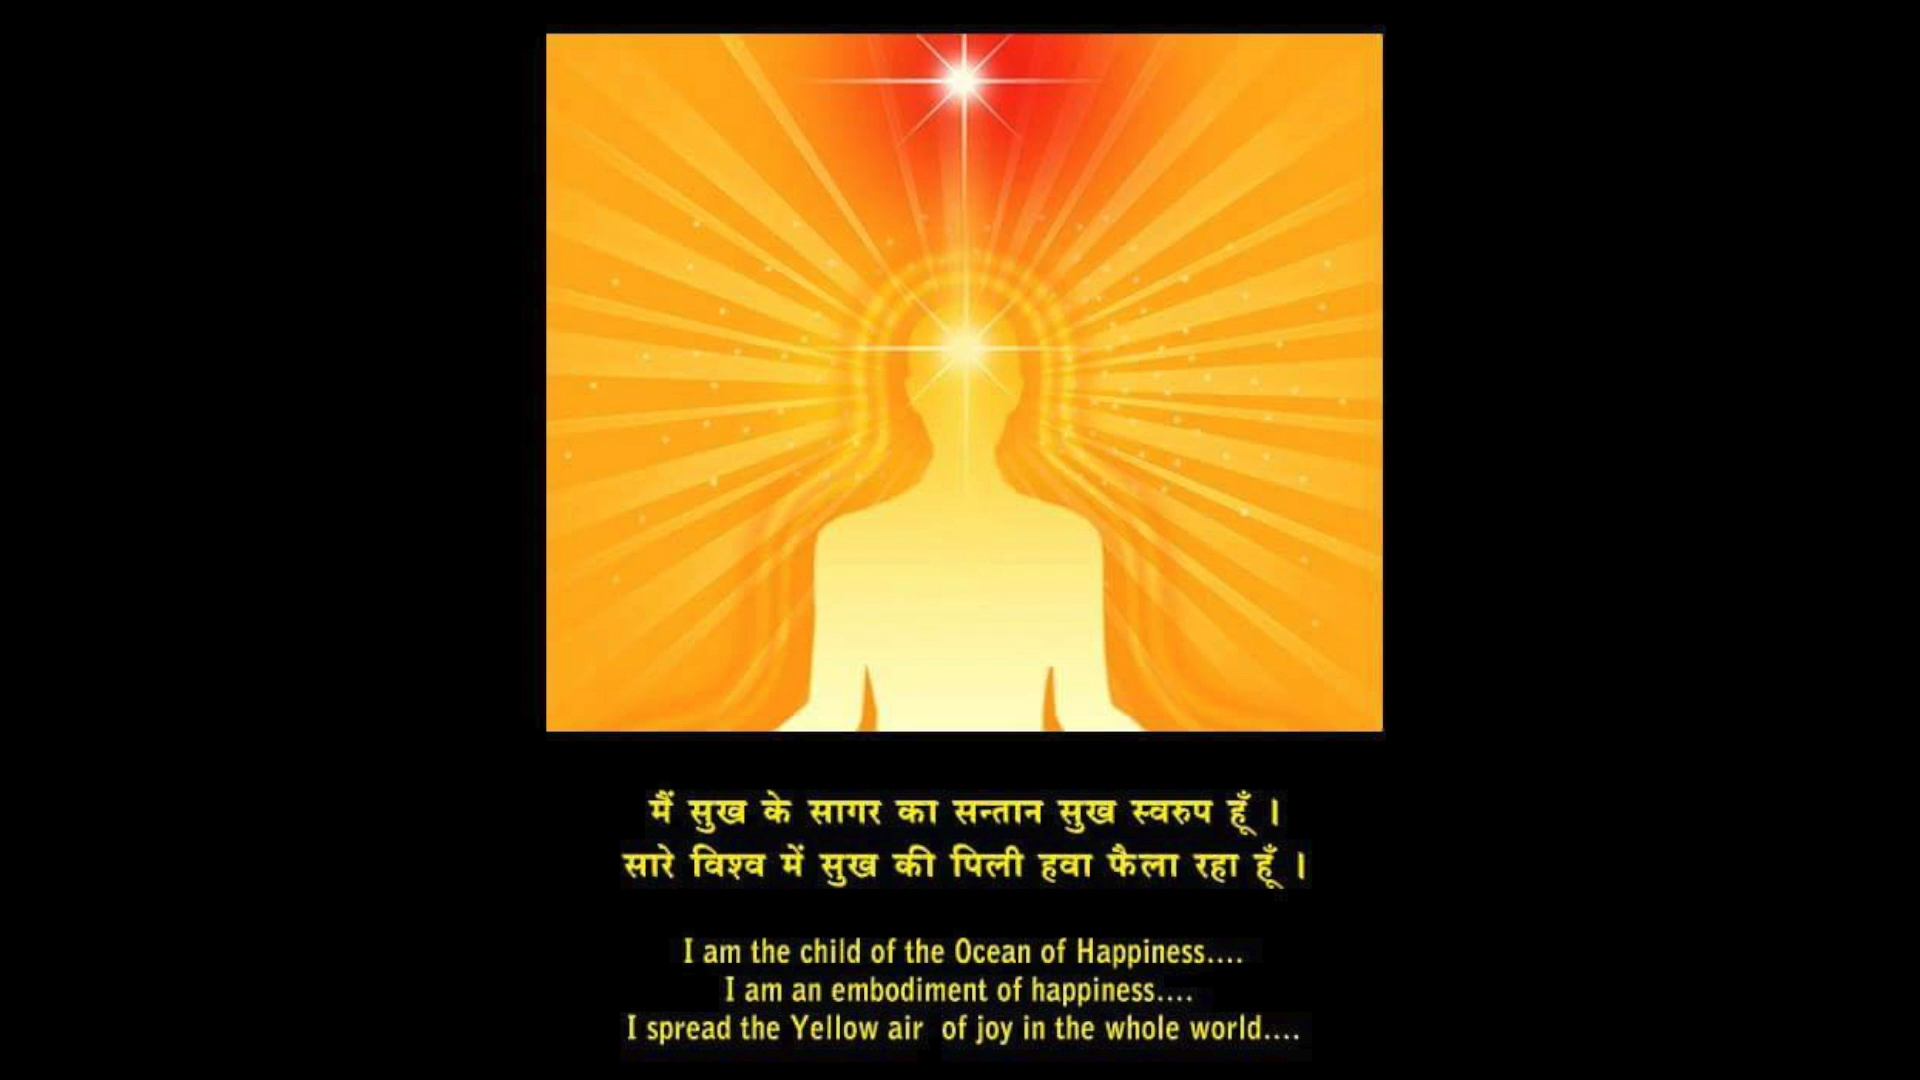 मैं सुख के सागर का सन्तान सुख स्वरुप हूँ ।
सारे विश्व में सुख की पिली हवा फैला रहा हूँ ।
I am the child of the Ocean of Happiness....
I am an embodiment of happiness....
I spread the Yellow air of joy in the whole world....